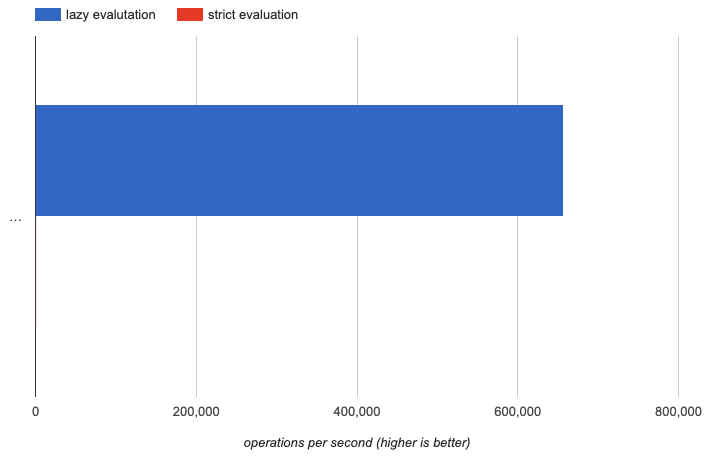 lazy evalutation strict evaluation
...
0 200,000 400,000 600,000 800,000
operations per second (higher is better)